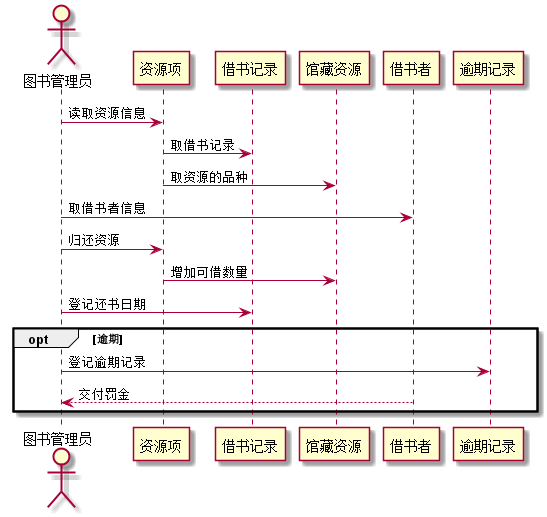 图书管理员
资源项
借书记录
馆藏资源
借书者
逾期记录
读取资源信息
取借书记录
取资源的品种
取借书者信息
归还资源
增加可借数量
登记还书日期
opt [逾期]
登记逾期记录
交付罚金
图书管理员
资源项
借书记录
馆藏资源
借书者
逾期记录